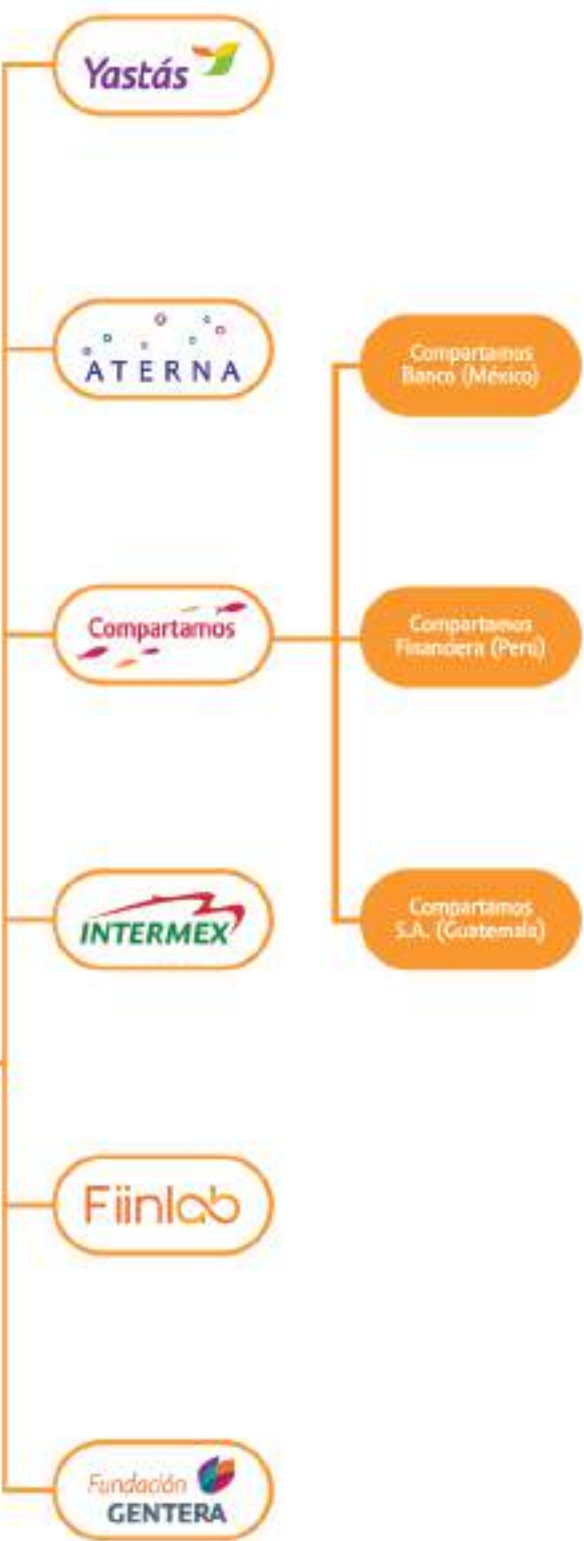 Yastás
ATERNA
Compartamos
Banco (México)
Compartamos
Compartamos
Financiera (Perú)
INTERMEX
Compartamos
S.A. (Guatemala)
Fiinlab
Fundación
GENTERA